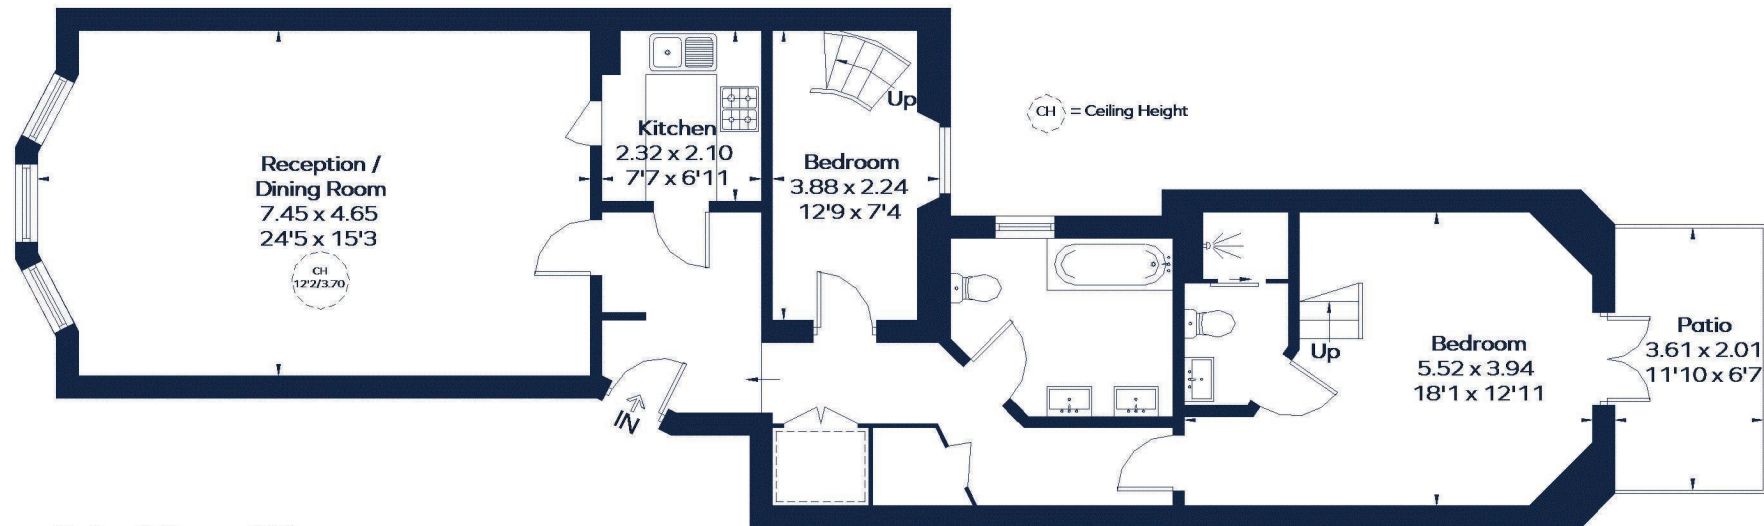 Reception /
Dining Room
7.45 x 4.65
24'5 x 15'3
CH
12'2/3.70
Kitchen
2.32 x 2.10
7'7 x 6'11
Up
Bedroom
3.88 x 2.24
12'9 x 7'4
CH = Ceiling Height
IN
Up
Bedroom
5.52 x 3.94
18'1 x 12'11
Patio
3.61 x 2.01
11'10 x 6'7